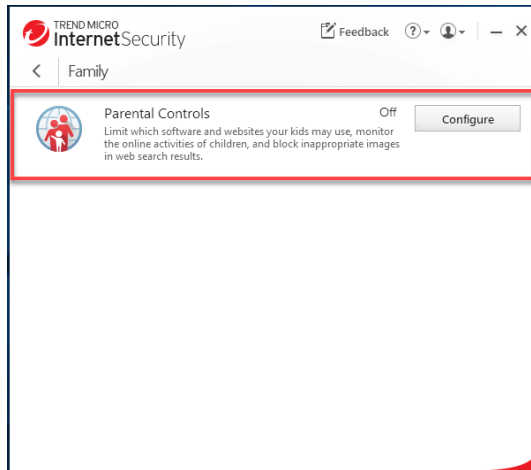 TREND MICRO
InternetSecurity
Feedback
?
Family
Parental Controls
Off
Configure
Limit which software and websites your kids may use, monitor
the online activities of children, and block inappropriate images
in web search results.